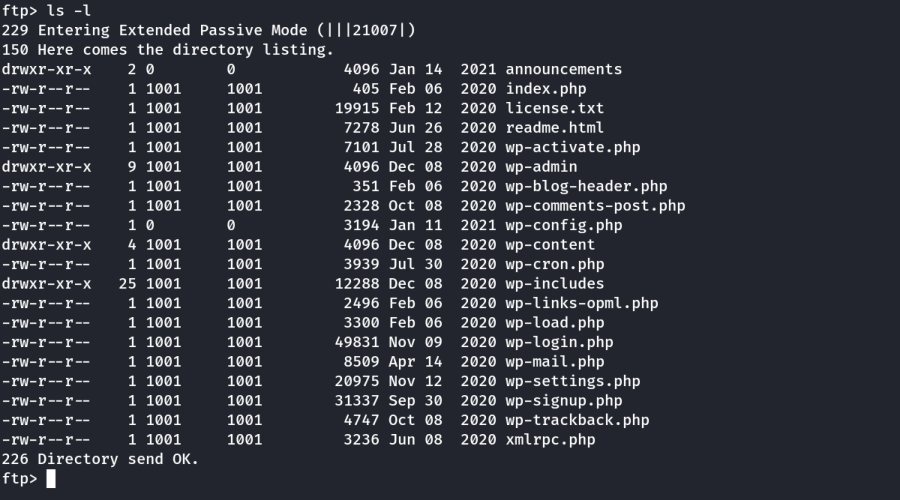 ftp> ls -l
229 Entering Extended Passive Mode (|||21007|)
150 Here comes the directory listing.
drwxr-xr-x    2 0        0            4096 Jan 14  2021 announcements
-rw-r--r--    1 1001     1001          405 Feb 06  2020 index.php
-rw-r--r--    1 1001     1001        19915 Feb 12  2020 license.txt
-rw-r--r--    1 1001     1001         7278 Jun 26  2020 readme.html
-rw-r--r--    1 1001     1001         7101 Jul 28  2020 wp-activate.php
drwxr-xr-x    9 1001     1001         4096 Dec 08  2020 wp-admin
-rw-r--r--    1 1001     1001          351 Feb 06  2020 wp-blog-header.php
-rw-r--r--    1 1001     1001         2328 Oct 08  2020 wp-comments-post.php
-rw-r--r--    1 0        0            3194 Jan 11  2021 wp-config.php
drwxr-xr-x    4 1001     1001         4096 Dec 08  2020 wp-content
-rw-r--r--    1 1001     1001         3939 Jul 30  2020 wp-cron.php
drwxr-xr-x   25 1001     1001        12288 Dec 08  2020 wp-includes
-rw-r--r--    1 1001     1001         2496 Feb 06  2020 wp-links-opml.php
-rw-r--r--    1 1001     1001         3300 Feb 06  2020 wp-load.php
-rw-r--r--    1 1001     1001        49831 Nov 09  2020 wp-login.php
-rw-r--r--    1 1001     1001         8509 Apr 14  2020 wp-mail.php
-rw-r--r--    1 1001     1001        20975 Nov 12  2020 wp-settings.php
-rw-r--r--    1 1001     1001        31337 Sep 30  2020 wp-signup.php
-rw-r--r--    1 1001     1001         4747 Oct 08  2020 wp-trackback.php
-rw-r--r--    1 1001     1001         3236 Jun 08  2020 xmlrpc.php
226 Directory send OK.
ftp>